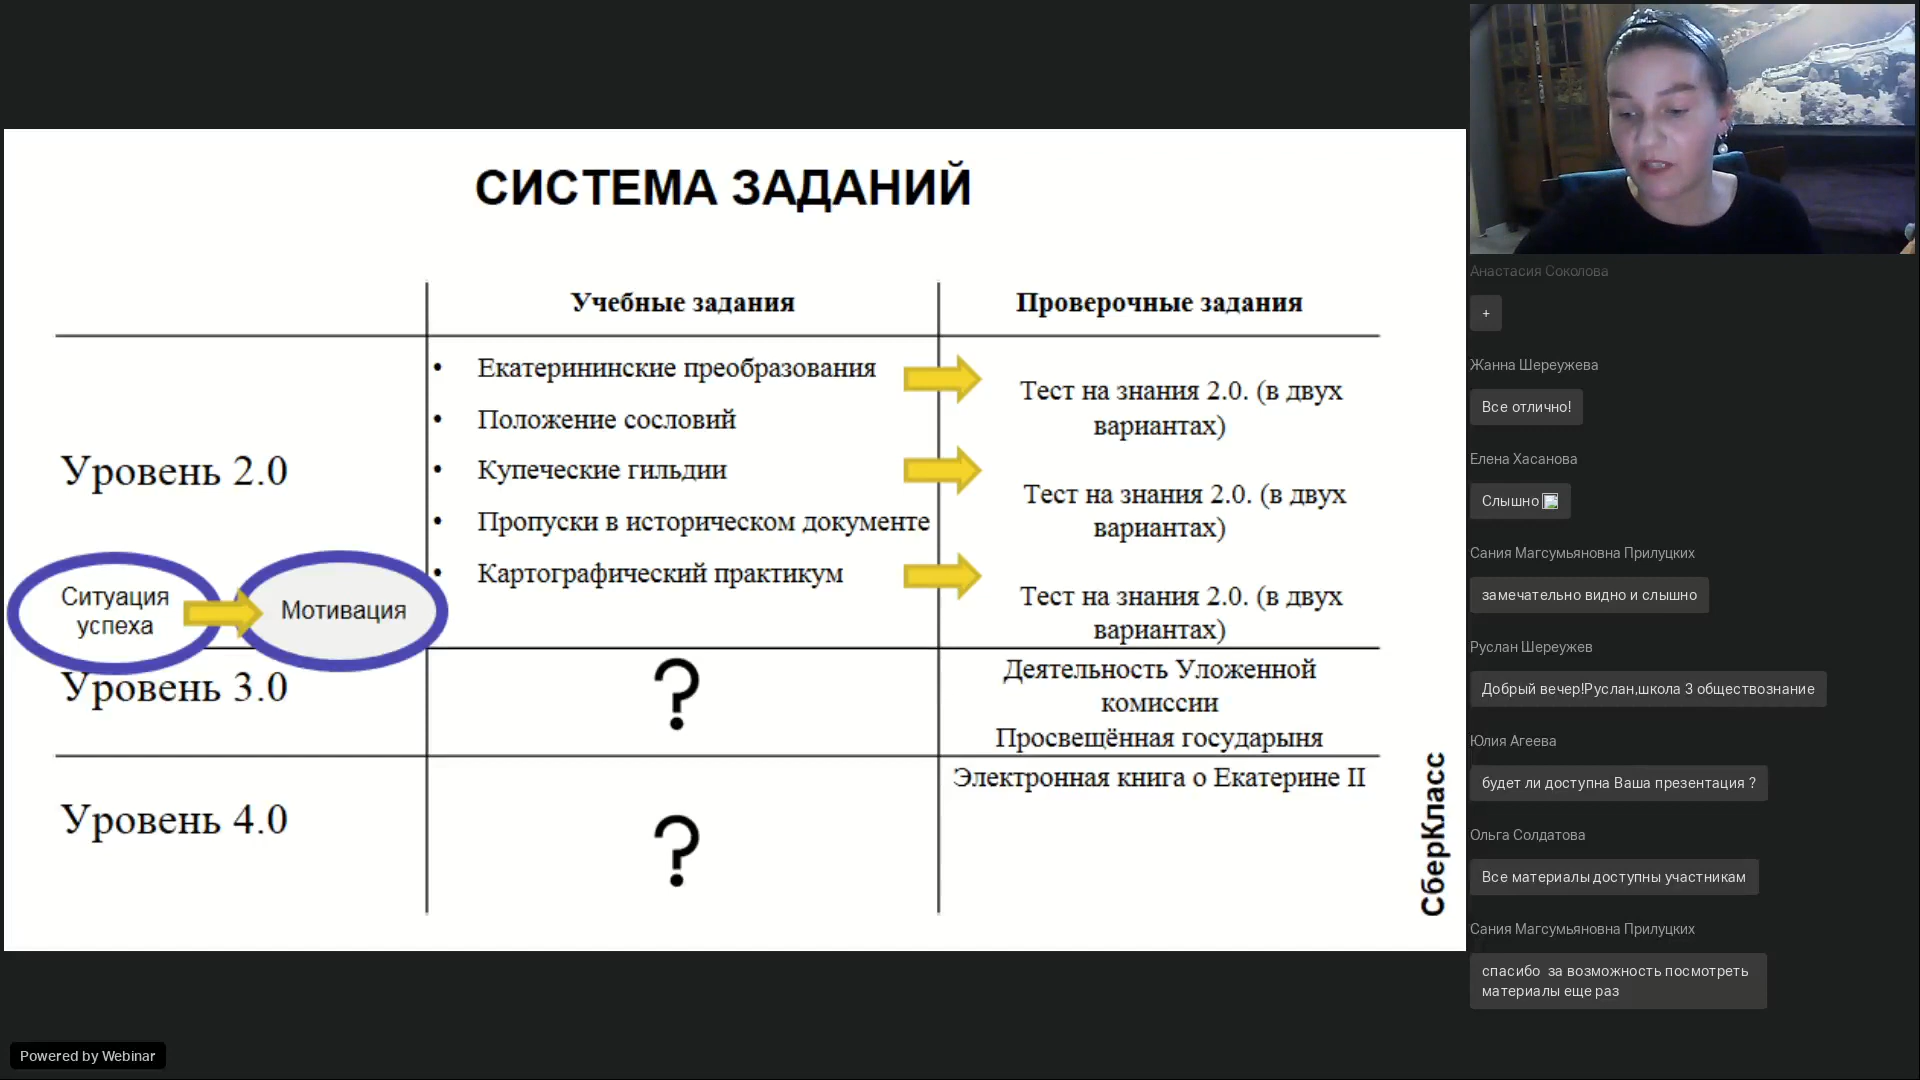 СИСТЕМА ЗАДАНИЙ
Учебные задания
Проверочные задания
Уровень 2.0
• Екатерининские преобразования
• Положение сословий
• Купеческие гильдии
• Пропуски в историческом документе
• Картографический практикум
Тест на знания 2.0. (в двух
вариантах)
Тест на знания 2.0. (в двух
вариантах)
Тест на знания 2.0. (в двух
вариантах)
Ситуация
успеха
Мотивация
Уровень 3.0
?
Деятельность Уложенной
комиссии
Просвещённая государыня
Уровень 4.0
?
Электронная книга о Екатерине II
СберКласс
Анастасия Соколова
+
Жанна Шереужева
Все отлично!
Елена Хасанова
Слышно
Сания Магсумьяновна Прилуцких
замечательно видно и слышно
Руслан Шереужев
Добрый вечер!Руслан,школа 3 обществознание
Юлия Агеева
будет ли доступна Ваша презентация ?
Ольга Солдатова
Все материалы доступны участникам
Сания Магсумьяновна Прилуцких
спасибо за возможность посмотреть
материалы еще раз
Powered by Webinar